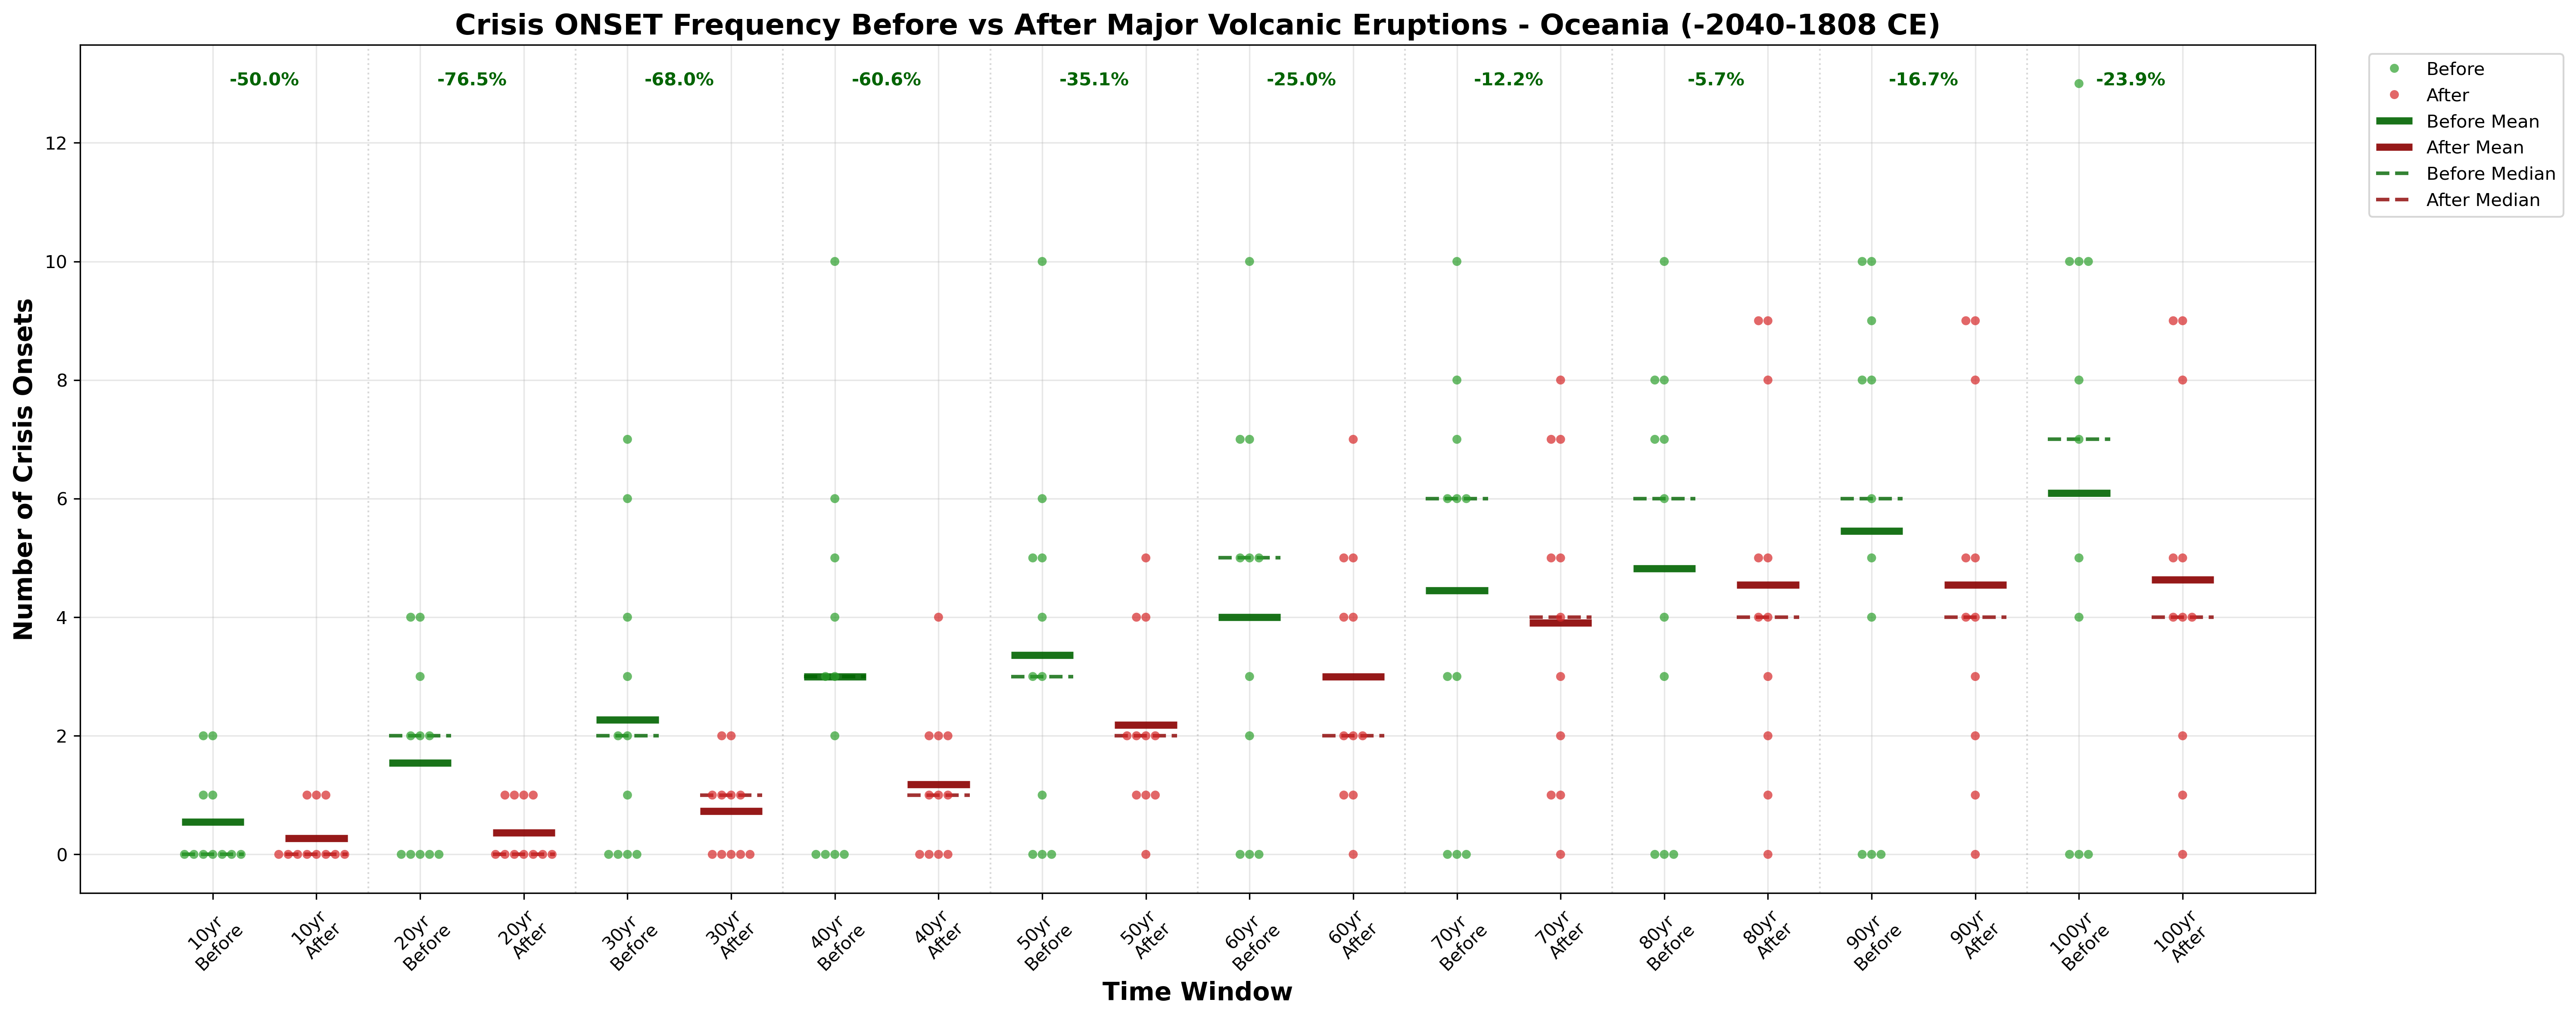 Crisis ONSET Frequency Before vs After Major Volcanic Eruptions - Oceania (-2040-1808 CE)
-50.0%
-76.5%
-68.0%
-60.6%
-35.1%
-25.0%
-12.2%
-5.7%
-16.7%
-23.9%
Before
After
Before Mean
After Mean
Before Median
After Median
Number of Crisis Onsets
12
10
8
6
4
2
0
10yr
Before
10yr
After
20yr
Before
20yr
After
30yr
Before
30yr
After
40yr
Before
40yr
After
50yr
Before
50yr
After
60yr
Before
60yr
After
70yr
Before
70yr
After
80yr
Before
80yr
After
90yr
Before
90yr
After
100yr
Before
100yr
After
Time Window